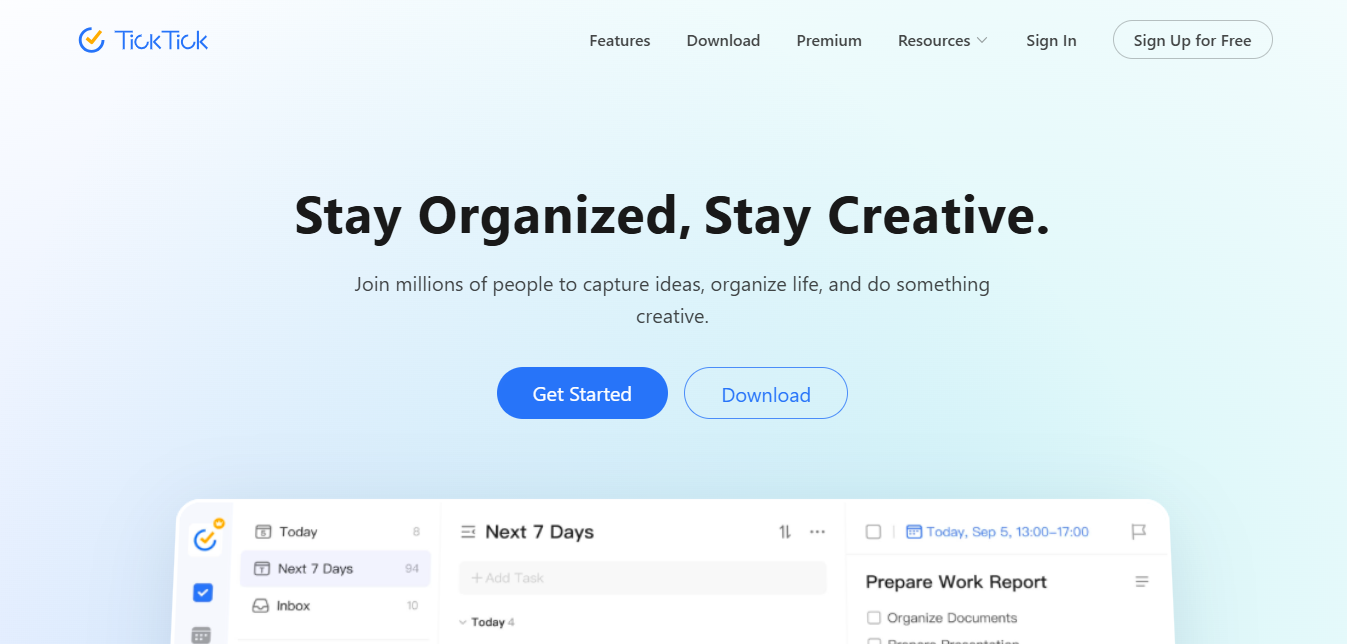 TickTick
Features
Download
Premium
Resources
Sign In
Sign Up for Free
Stay Organized, Stay Creative.
Join millions of people to capture ideas, organize life, and do something
creative.
Get Started
Download
Today 8
Next 7 Days 94
Inbox 10
Next 7 Days
+ Add Task
Today 4
Today, Sep 5, 13:00-17:00
Prepare Work Report
Organize Documents
Prepare Presentation